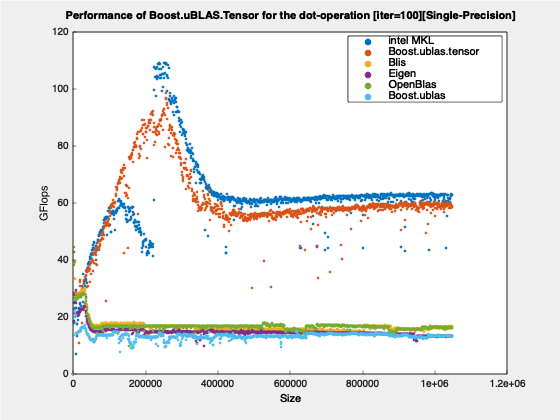 Performance of Boost.uBLAS.Tensor for the dot-operation [iter=100][Single-Precision]
intel MKL
Boost.ublas.tensor
Blis
Eigen
OpenBlas
Boost.ublas
120
100
80
60
40
20
0
GFlops
0 200000 400000 600000 800000 1e+06 1.2e+06
Size